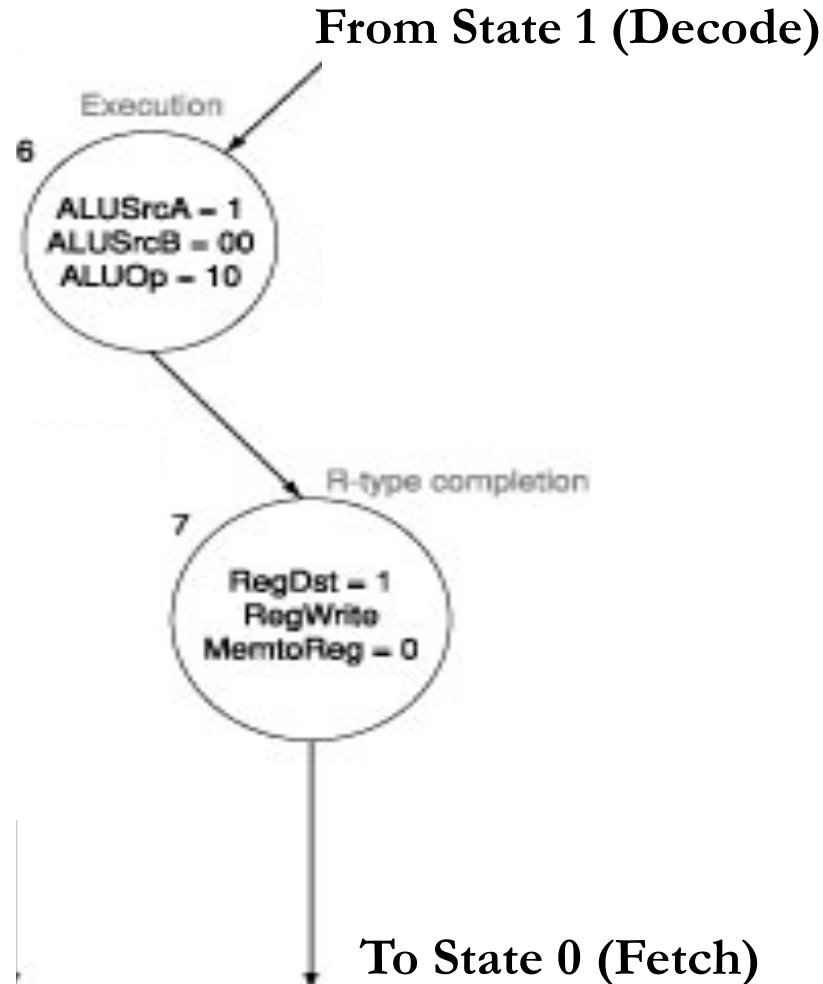 From State 1 (Decode)
Execution
6
ALUSrcA = 1
ALUSrcB = 00
ALUOp = 10
R-type completion
7
RegDst = 1
RegWrite
MemtoReg = 0
To State 0 (Fetch)